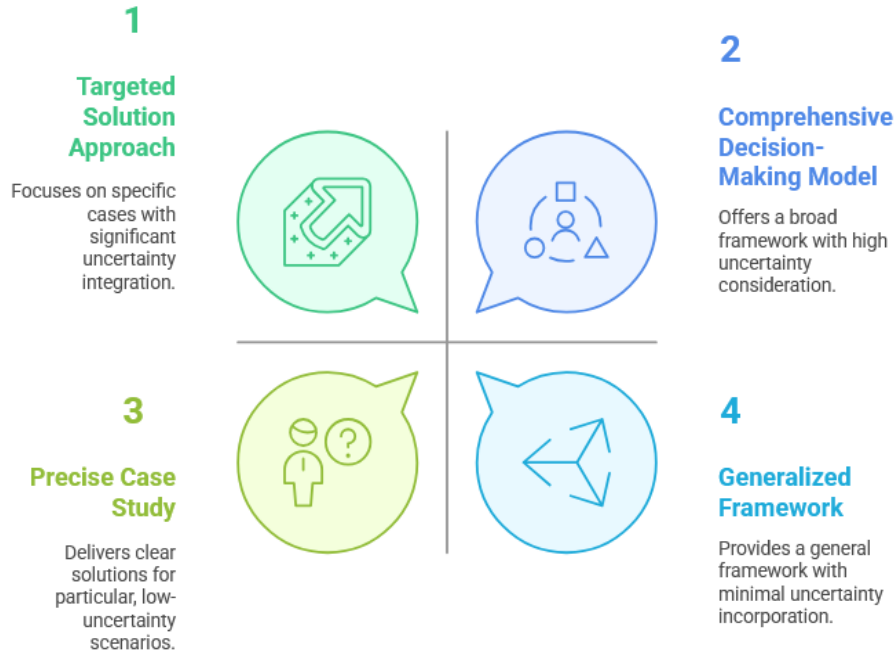 1
Targeted
Solution
Approach
Focuses on specific
cases with
significant
uncertainty
integration.
2
Comprehensive
Decision-
Making Model
Offers a broad
framework with high
uncertainty
consideration.
3
Precise Case
Study
Delivers clear
solutions for
particular, low-
uncertainty
scenarios.
?
4
Generalized
Framework
Provides a general
framework with
minimal uncertainty
incorporation.